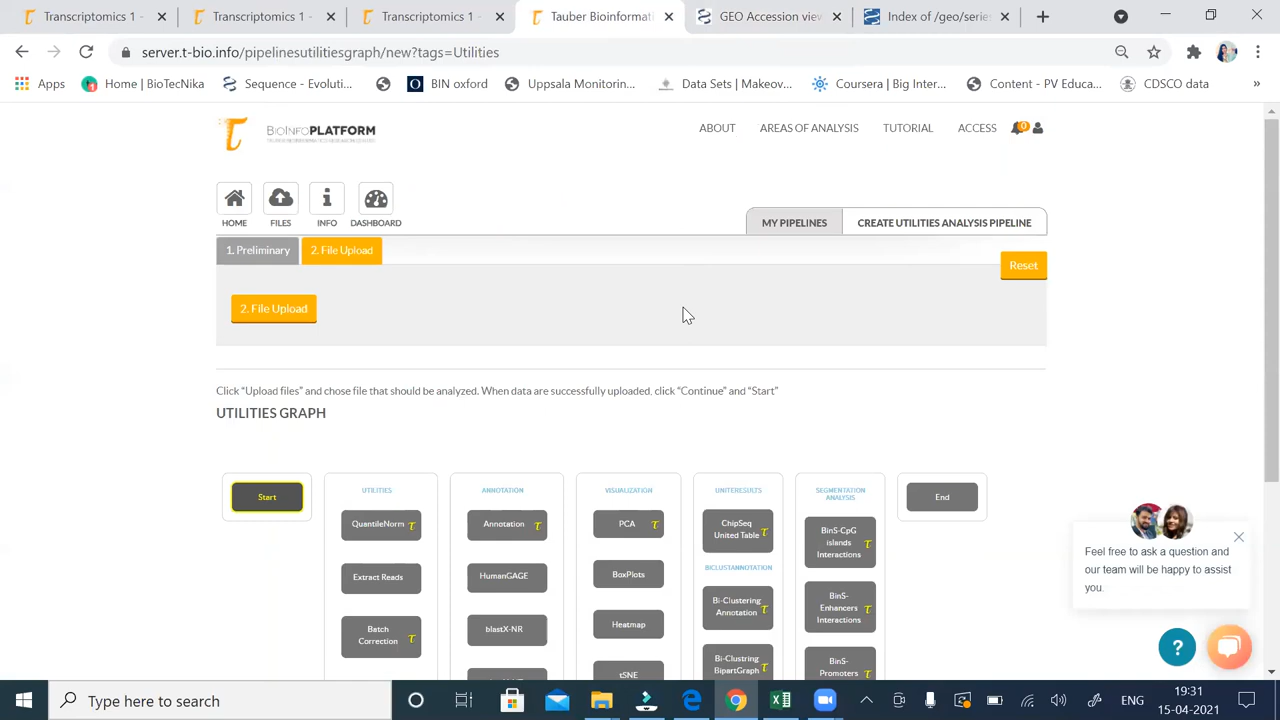 Transcriptomics 1
Transcriptomics 1
Transcriptomics 1
Tauber Bioinformati
GEO Accession view
Index of /geo/serie
server.t-bio.info/pipelinesutilitiesgraph/new?tags=Utilities
Apps
Home | BioTecNika
Sequence - Evoluti...
BIN oxford
Uppsala Monitorin...
Data Sets | Makeov...
Coursera | Big Inter...
Content - PV Educa...
CDSCO data
»
BIOINFOPLATFORM
ABOUT
AREAS OF ANALYSIS
TUTORIAL
ACCESS
0
HOME
FILES
INFO
DASHBOARD
MY PIPELINES
CREATE UTILITIES ANALYSIS PIPELINE
1. Preliminary
2. File Upload
Reset
2. File Upload
Click “Upload files” and chose file that should be analyzed. When data are successfully uploaded, click “Continue” and “Start”
UTILITIES GRAPH
Start
UTILITIES
QuantileNorm
Extract Reads
Batch
Correction
ANNOTATION
Annotation
HumanGAGE
blastX-NR
VISUALIZATION
PCA
BoxPlots
Heatmap
tSNE
UNITERESULTS
ChipSeq
United Table
BICLUSTANNOTATION
Bi-Clustering
Annotation
Bi-Clustring
BipartGraph
SEGMENTATION
ANALYSIS
BinS-CpG
islands
Interactions
BinS-
Enhancers
Interactions
BinS-
Promoters
End
Feel free to ask a question and
our team will be happy to assist
you.
?
Type here to search
ENG
19:31
15-04-2021